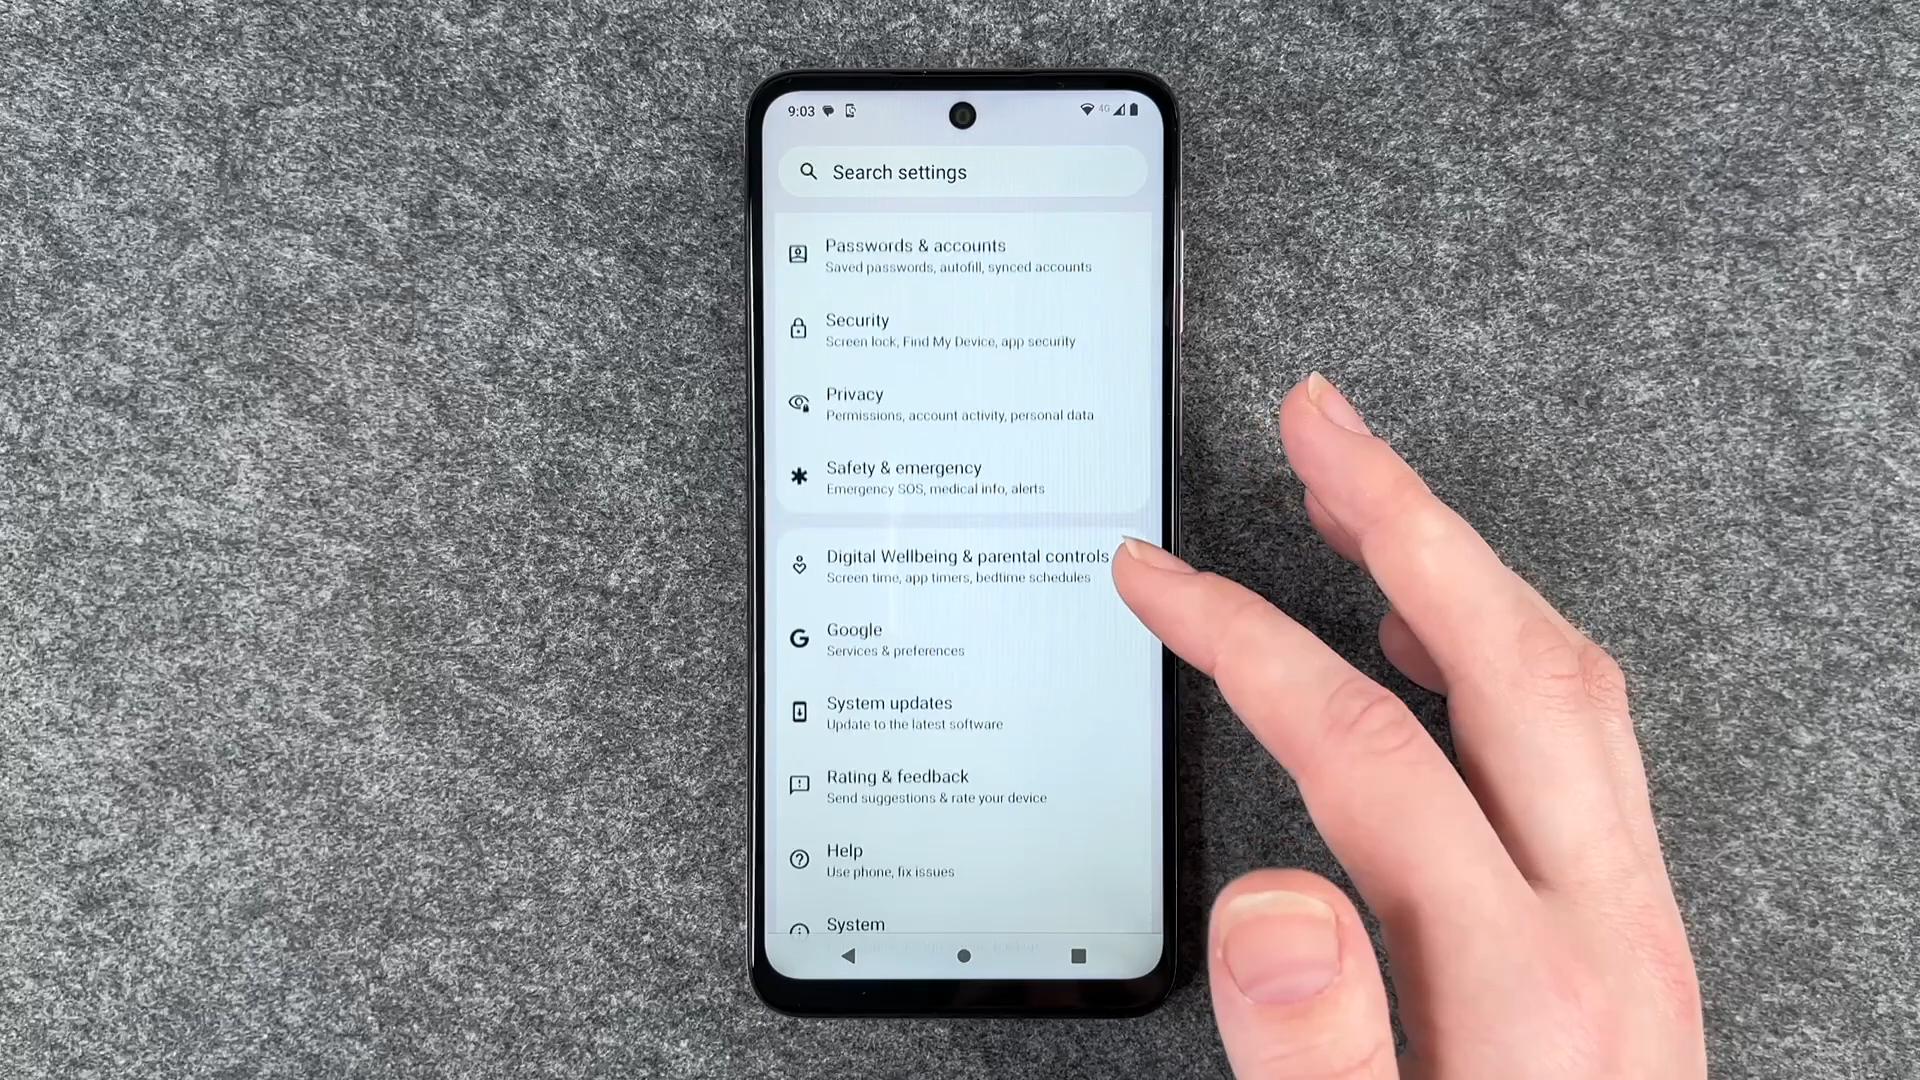 9:03
4G
Search settings
Passwords & accounts
Saved passwords, autofill, synced accounts
Security
Screen lock, Find My Device, app security
Privacy
Permissions, account activity, personal data
Safety & emergency
Emergency SOS, medical info, alerts
Digital Wellbeing & parental controls
Screen time, app timers, bedtime schedules
Google
Services & preferences
System updates
Update to the latest software
Rating & feedback
Send suggestions & rate your device
Help
Use phone, fix issues
System